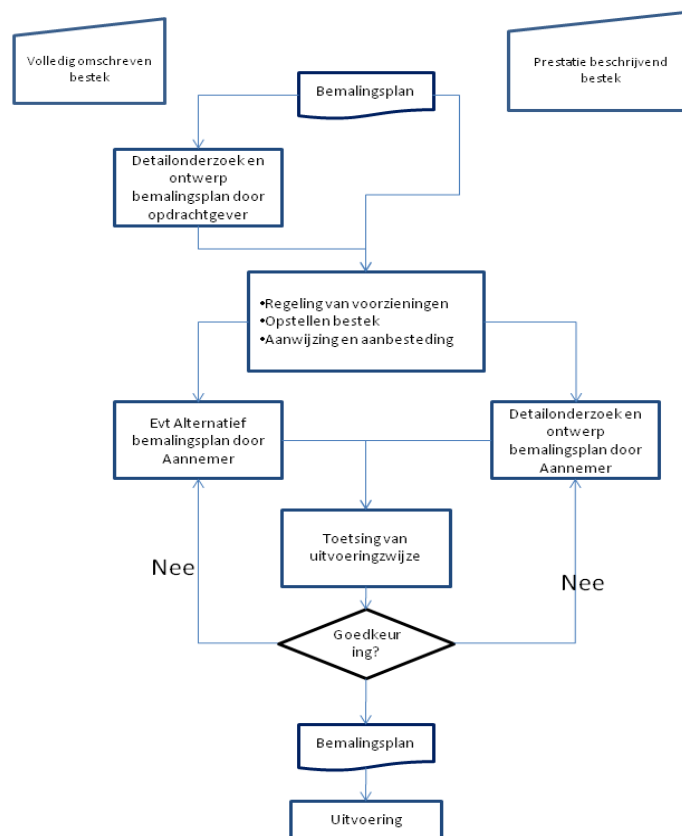 Volledig omschreven
bestek
Prestatie beschrijvend
bestek
Bemalingsplan
Detailonderzoek en
ontwerp
bemalingsplan door
opdrachtgever
•Regeling van voorzieningen
•Opstellen bestek
•Aanwijzing en aanbesteding
Evt Alternatief
bemalingsplan door
Aannemer
Detailonderzoek en
ontwerp
bemalingsplan door
Aannemer
Toetsing van
uitvoeringzwijze
Nee
Nee
Goedkeur
ing?
Bemalingsplan
Uitvoering